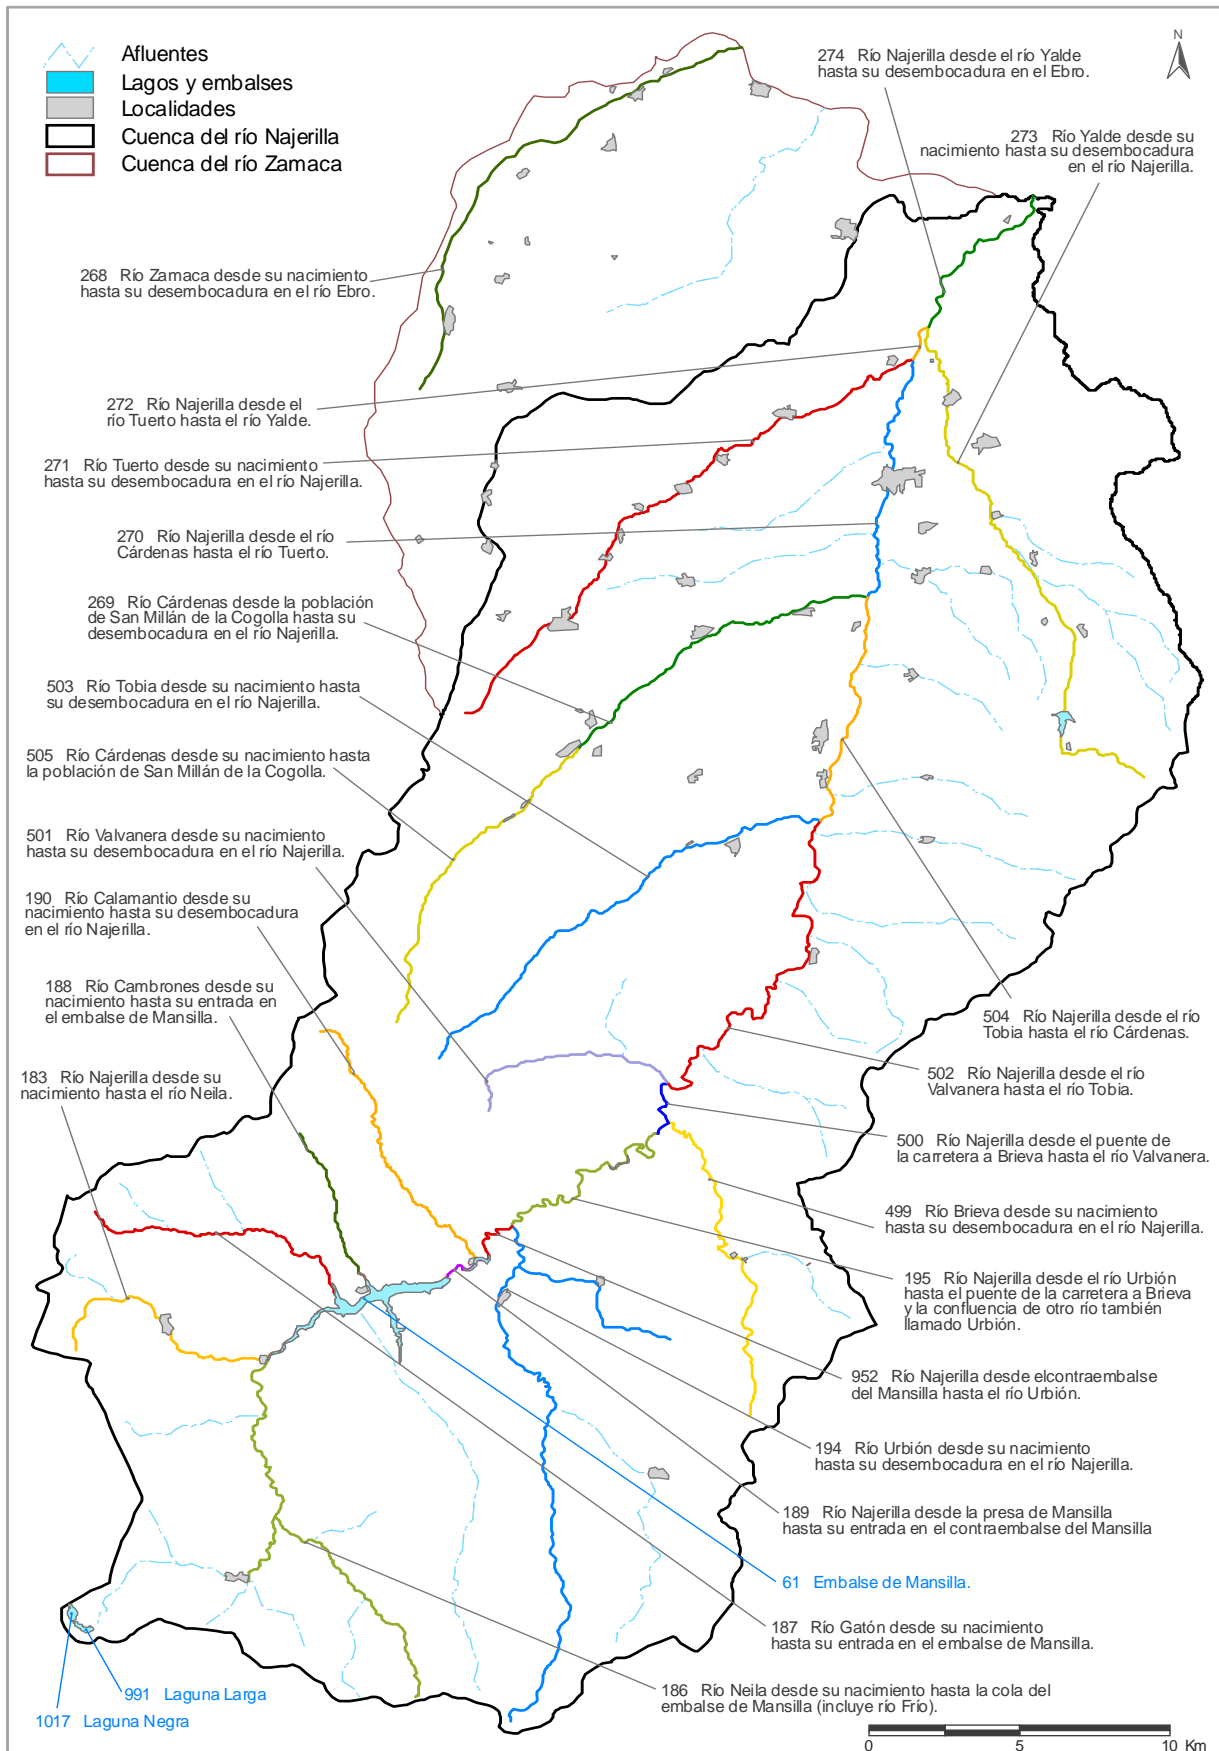 Afluentes
Lagos y embalses
Localidades
Cuenca del río Najerilla
Cuenca del río Zamaca
N
274 Río Najerilla desde el río Yalde
hasta su desembocadura en el Ebro.
273 Río Yalde desde su
nacimiento hasta su desembocadura
en el río Najerilla.
268 Río Zamaca desde su nacimiento
hasta su desembocadura en el río Ebro.
272 Río Najerilla desde el
río Tuerto hasta el río Yalde.
271 Río Tuerto desde su nacimiento
hasta su desembocadura en el río Najerilla.
270 Río Najerilla desde el río
Cárdenas hasta el río Tuerto.
269 Río Cárdenas desde la población
de San Millán de la Cogolla hasta su
desembocadura en el río Najerilla.
503 Río Tobia desde su nacimiento hasta
su desembocadura en el río Najerilla.
505 Río Cárdenas desde su nacimiento hasta
la población de San Millán de la Cogolla.
501 Río Valvanera desde su nacimiento
hasta su desembocadura en el río Najerilla.
190 Río Calamantio desde su
nacimiento hasta su desembocadura
en el río Najerilla.
188 Río Cambrones desde su
nacimiento hasta su entrada en
el embalse de Mansilla.
183 Río Najerilla desde su
nacimiento hasta el río Neila.
504 Río Najerilla desde el río
Tobia hasta el río Cárdenas.
502 Río Najerilla desde el río
Valvanera hasta el río Tobia.
500 Río Najerilla desde el puente de
la carretera a Brieva hasta el río Valvanera.
499 Río Brieva desde su nacimiento
hasta su desembocadura en el río Najerilla.
195 Río Najerilla desde el río Urbión
hasta el puente de la carretera a Brieva
y la confluencia de otro río también
llamado Urbión.
952 Río Najerilla desde elcontraembalse
del Mansilla hasta el río Urbión.
194 Río Urbión desde su nacimiento
hasta su desembocadura en el río Najerilla.
189 Río Najerilla desde la presa de Mansilla
hasta su entrada en el contraembalse del Mansilla
61 Embalse de Mansilla.
187 Río Gatón desde su nacimiento
hasta su entrada en el embalse de Mansilla.
186 Río Neila desde su nacimiento hasta la cola del
embalse de Mansilla (incluye río Frío).
991 Laguna Larga
1017 Laguna Negra
0 5 10 Km